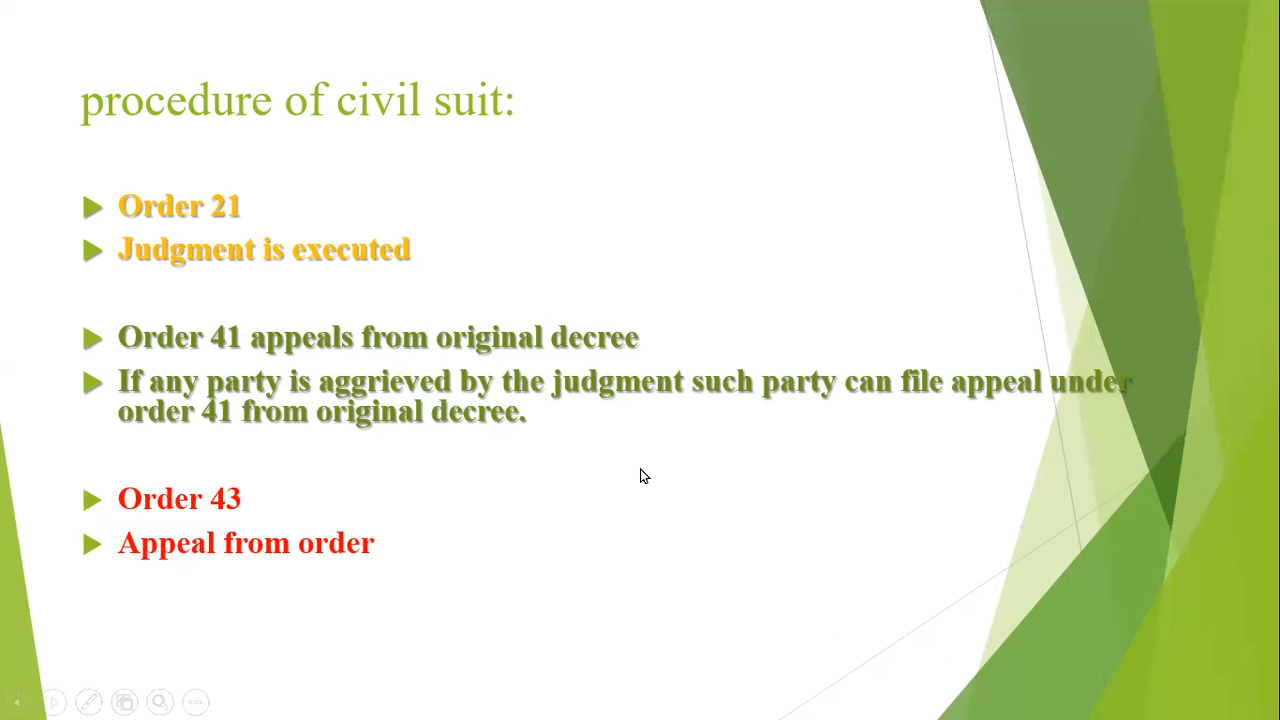 procedure of civil suit:
Order 21
Judgment is executed
Order 41 appeals from original decree
If any party is aggrieved by the judgment such party can file appeal under
order 41 from original decree.
Order 43
Appeal from order